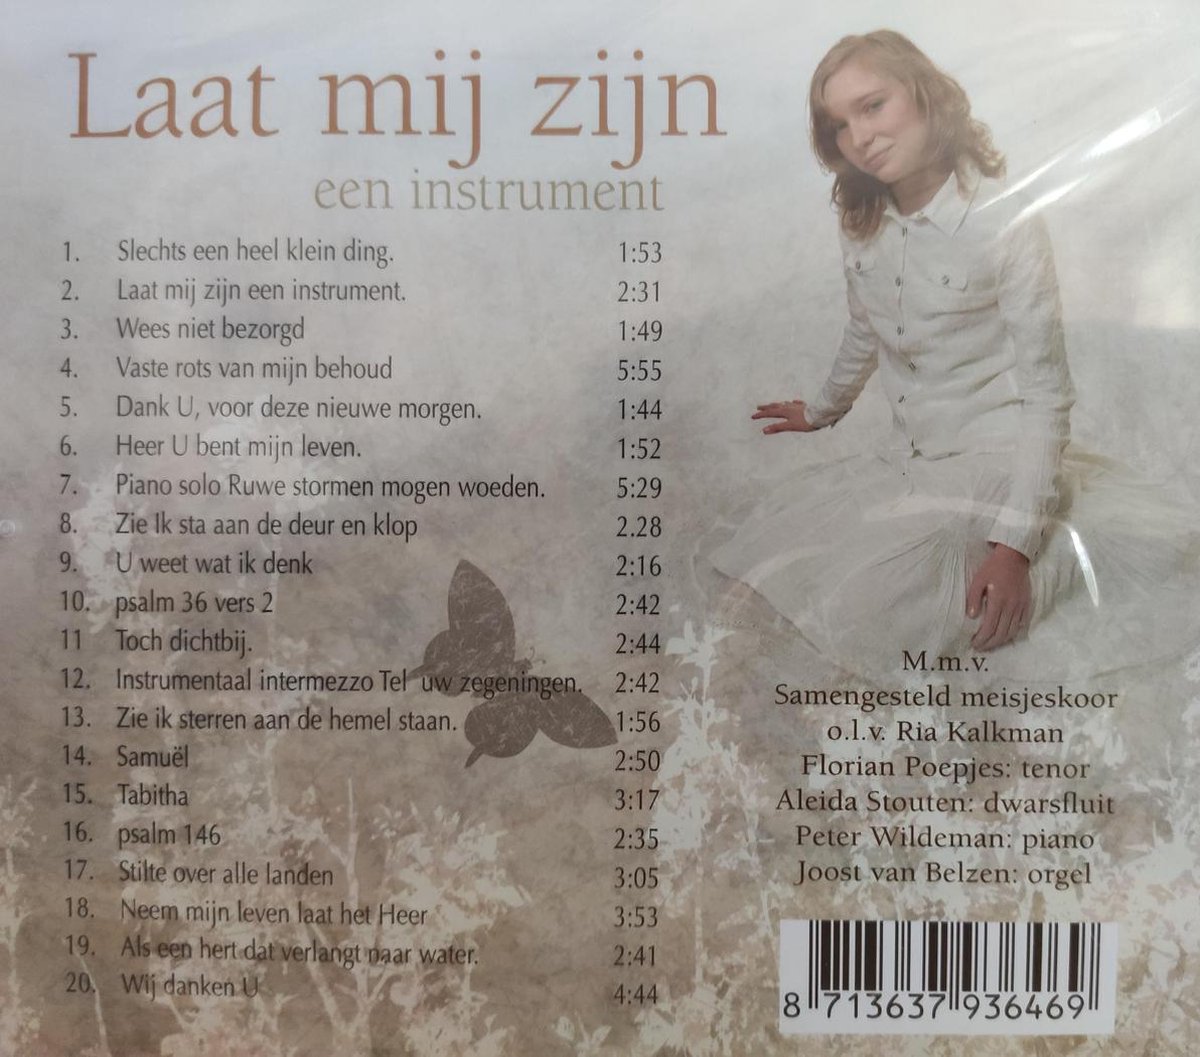 Laat mij zijn
een instrument
1. Slechts een heel klein ding. 1:53
2. Laat mij zijn een instrument. 2:31
3. Wees niet bezorgd 1:49
4. Vaste rots van mijn behoud 5:55
5. Dank U, voor deze nieuwe morgen. 1:44
6. Heer U bent mijn leven. 1:52
7. Piano solo Ruwe stormen mogen woeden. 5:29
8. Zie Ik sta aan de deur en klop 2.28
9. U weet wat ik denk 2:16
10. psalm 36 vers 2 2:42
11 Toch dichtbij. 2:44
12. Instrumentaal intermezzo Tel uw zegeningen. 2:42
13. Zie ik sterren aan de hemel staan. 1:56
14. Samuël 2:50
15. Tabitha 3:17
16. psalm 146 2:35
17. Stilte over alle landen 3:05
18. Neem mijn leven laat het Heer 3:53
19. Als een hert dat verlangt naar water. 2:41
20. Wij danken U 4:44
M.m.v.
Samengesteld meisjeskoor
o.l.v. Ria Kalkman
Florian Poepjes: tenor
Aleida Stouten: dwarsfluit
Peter Wildeman: piano
Joost van Belzen: orgel
8 713637 936469